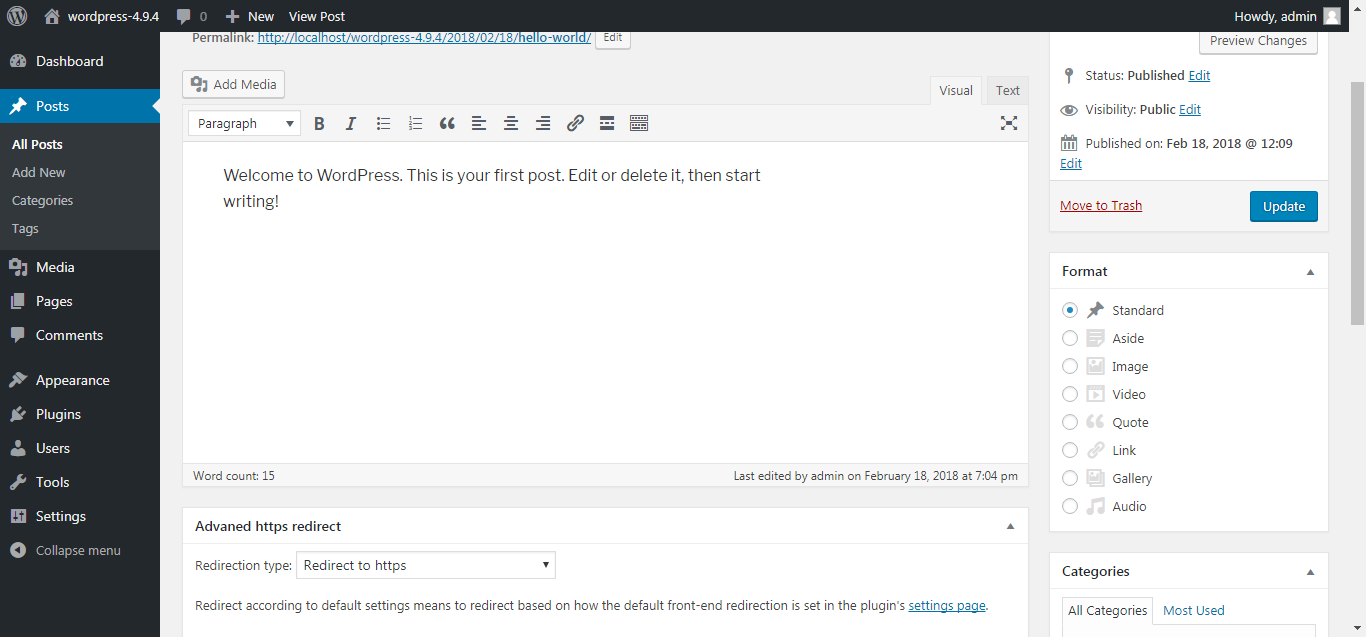 wordpress-4.9.4 0 New View Post Howdy, admin
Dashboard
Posts
All Posts
Add New
Categories
Tags
Media
Pages
Comments
Appearance
Plugins
Users
Tools
Settings
Collapse menu
Permalink: http://localhost/wordpress-4.9.4/2018/02/18/hello-world/ Edit
Add Media
Visual Text
Paragraph B I
Welcome to WordPress. This is your first post. Edit or delete it, then start
writing!
Word count: 15 Last edited by admin on February 18, 2018 at 7:04 pm
Advaned https redirect
Redirection type: Redirect to https
Redirect according to default settings means to redirect based on how the default front-end redirection is set in the plugin's settings page.
Preview Changes
Status: Published Edit
Visibility: Public Edit
Published on: Feb 18, 2018 @ 12:09
Edit
Move to Trash Update
Format
Standard
Aside
Image
Video
Quote
Link
Gallery
Audio
Categories
All Categories Most Used